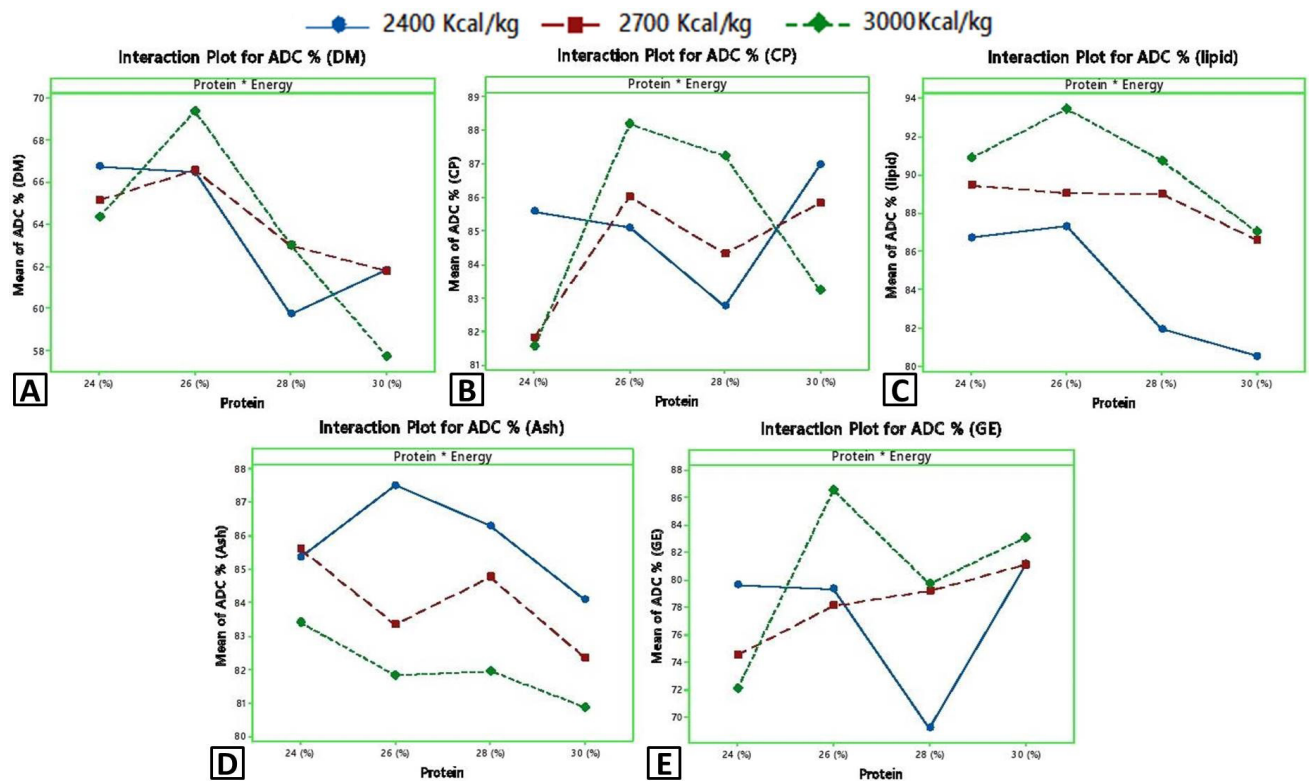 2400 Kcal/kg 2700 Kcal/kg 3000Kcal/kg
Interaction Plot for ADC % (DM)
Protein * Energy
Mean of ADC % (DM)
70
68
66
64
62
60
58
24 (%) 26 (%) 28 (%) 30 (%)
Protein
A
Interaction Plot for ADC % (CP)
Protein * Energy
Mean of ADC % (CP)
89
88
87
86
85
84
83
82
81
24 (%) 26 (%) 28 (%) 30 (%)
Protein
B
Interaction Plot for ADC % (lipid)
Protein * Energy
Mean of ADC % (lipid)
94
92
90
88
86
84
82
80
24 (%) 26 (%) 28 (%) 30 (%)
Protein
C
Interaction Plot for ADC % (Ash)
Protein * Energy
Mean of ADC % (Ash)
88
87
86
85
84
83
82
81
80
24 (%) 26 (%) 28 (%) 30 (%)
Protein
D
Interaction Plot for ADC % (GE)
Protein * Energy
Mean of ADC % (GE)
88
86
84
82
80
78
76
74
72
70
24 (%) 26 (%) 28 (%) 30 (%)
Protein
E